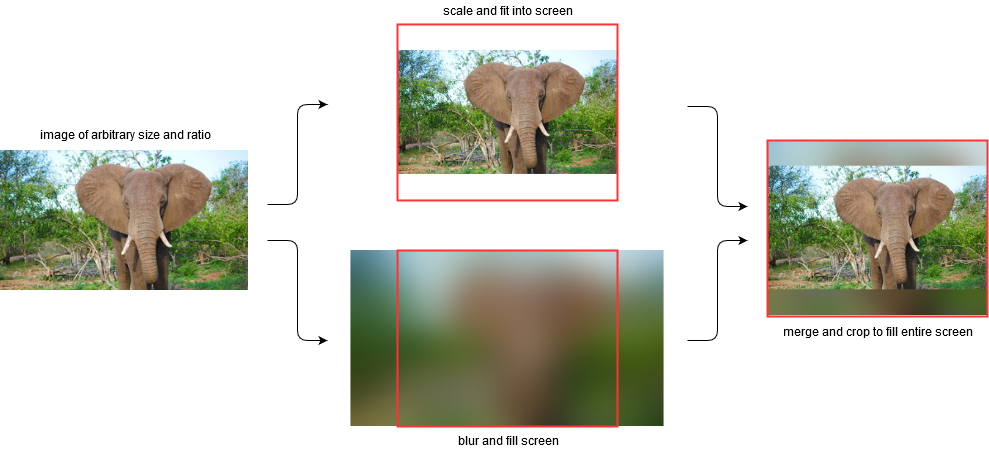 scale and fit into screen
image of arbitrary size and ratio
merge and crop to fill entire screen
blur and fill screen